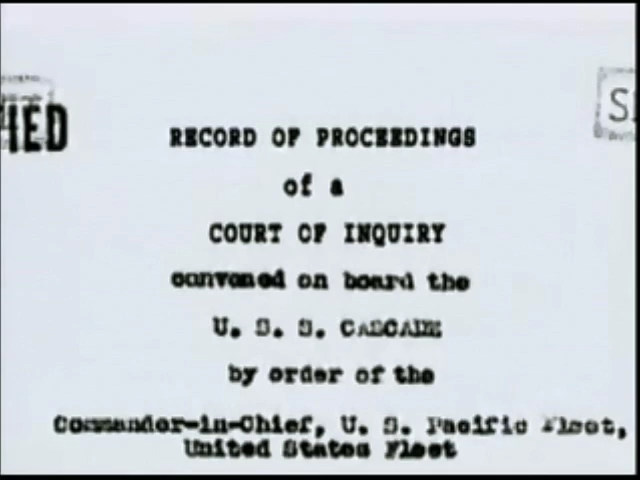 IED
RECORD OF PROCEEDINGS
of a
COURT OF INQUIRY
convened on board the
U. S. S. CASCADE
by order of the
Commander-in-Chief, U. S. Pacific Fleet,
United States Fleet